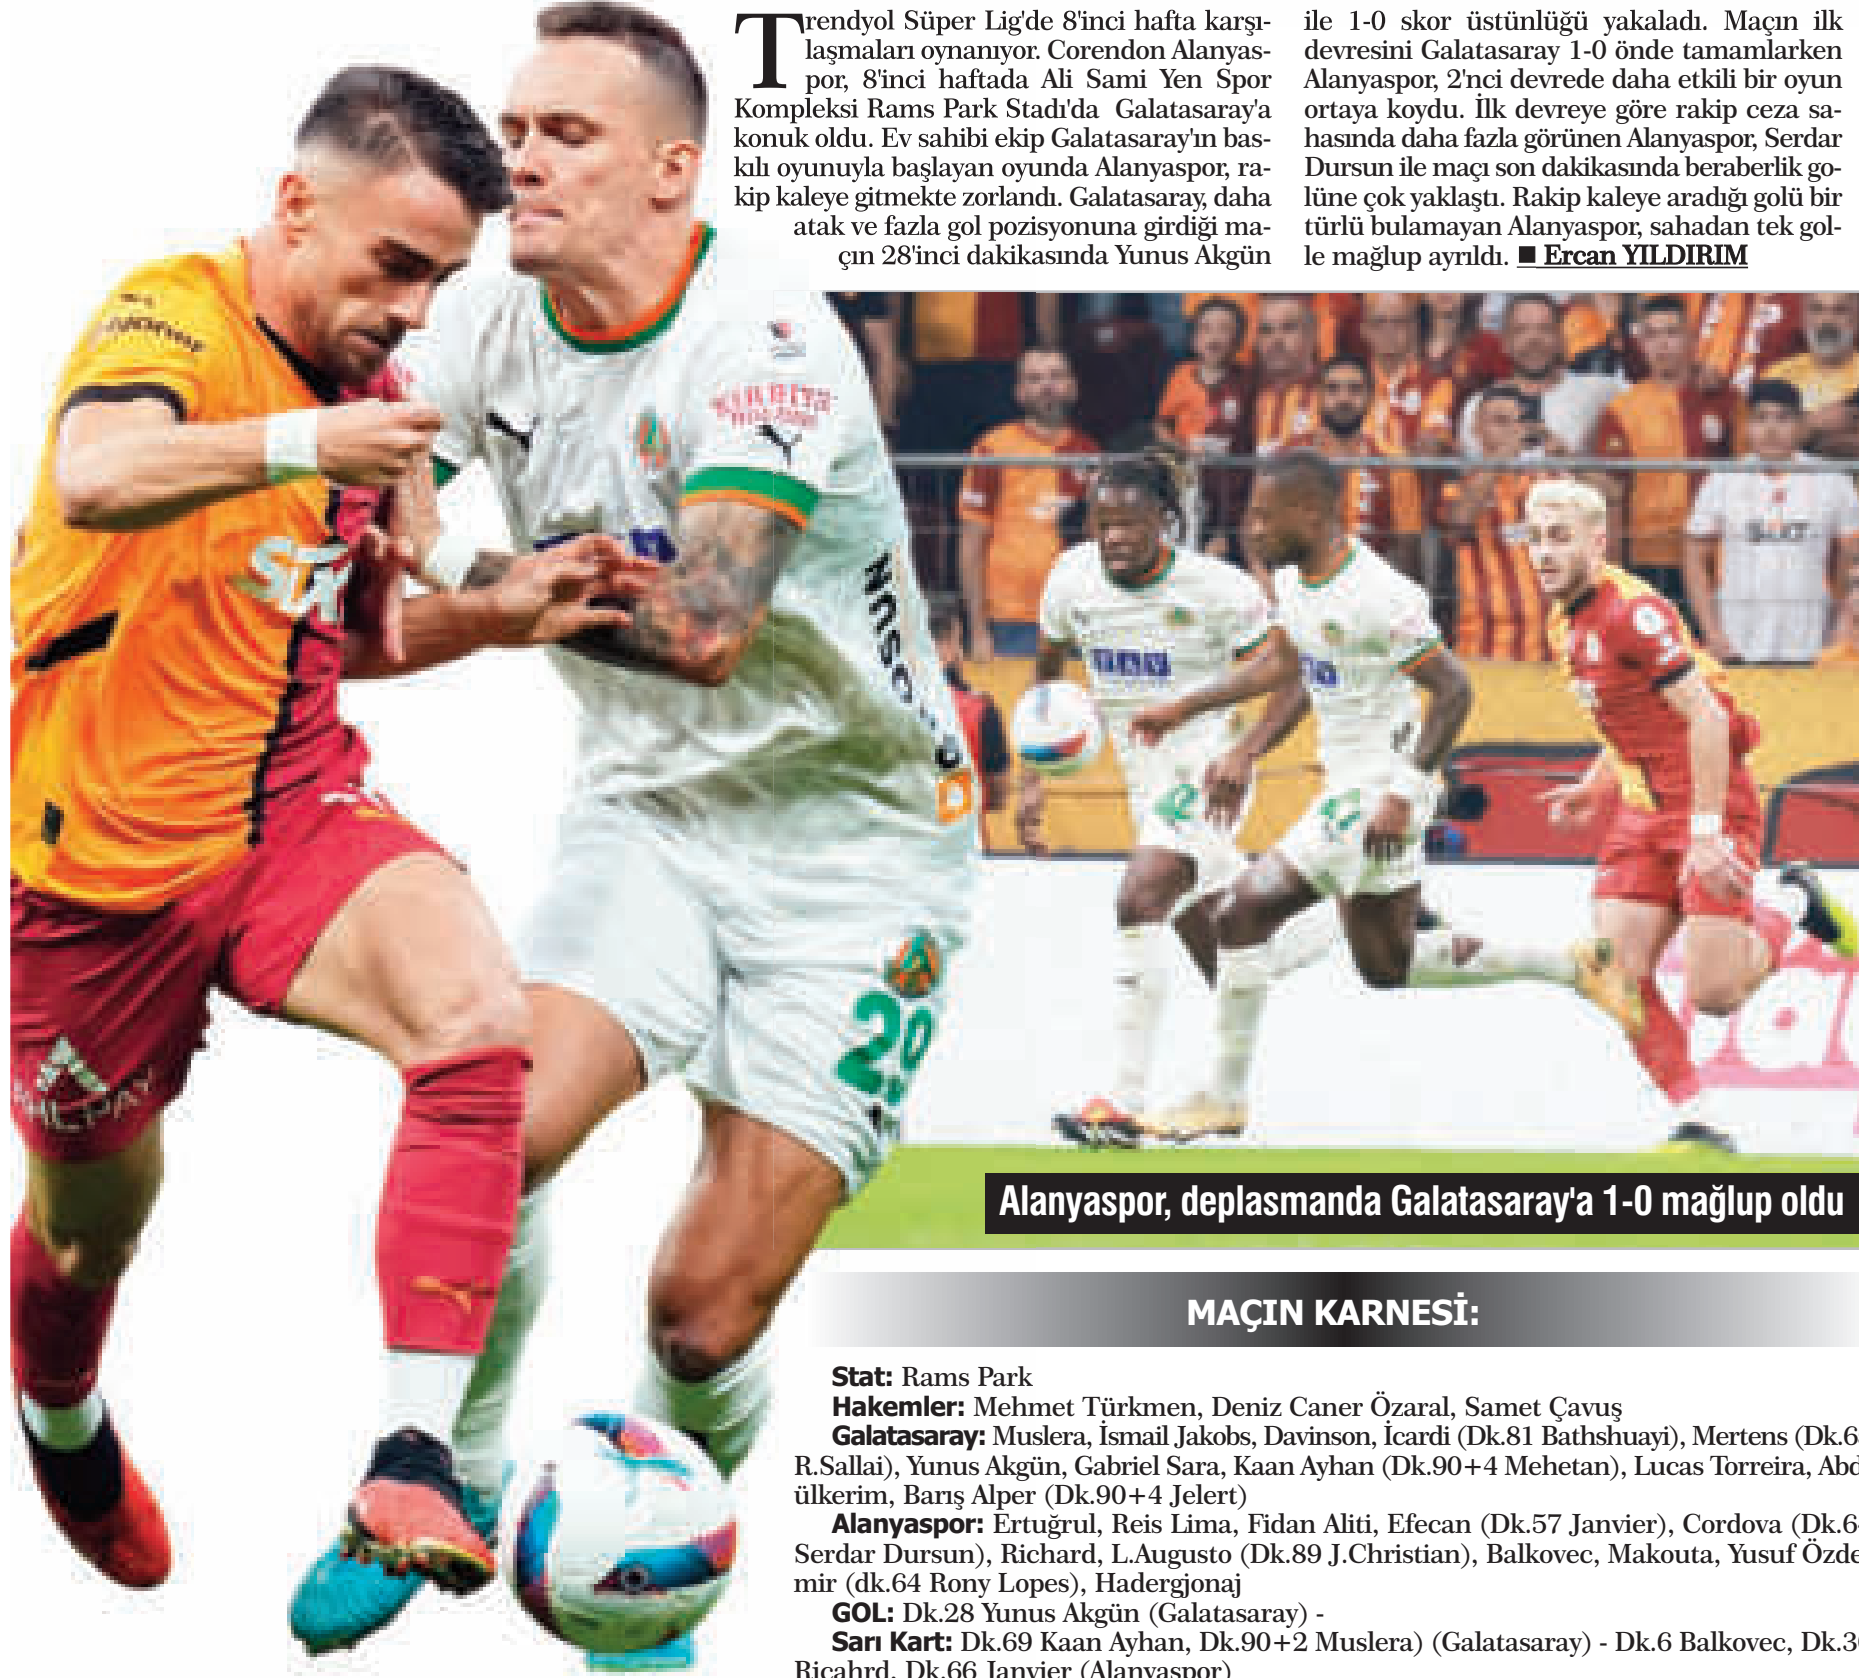 Trendyol Süper Lig'de 8'inci hafta karşı-
laşmaları oynanıyor. Corendon Alanyas-
por, 8'inci haftada Ali Sami Yen Spor
Kompleksi Rams Park Stadı'da Galatasaray'a
konuk oldu. Ev sahibi ekip Galatasaray'ın bas-
kılı oyunuyla başlayan oyunda Alanyaspor, ra-
kip kaleye gitmekte zorlandı. Galatasaray, daha
atak ve fazla gol pozisyonuna girdiği ma-
çın 28'inci dakikasında Yunus Akgün
ile 1-0 skor üstünlüğü yakaladı. Maçın ilk
devresini Galatasaray 1-0 önde tamamlarken
Alanyaspor, 2'nci devrede daha etkili bir oyun
ortaya koydu. İlk devreye göre rakip ceza sa-
hasında daha fazla görünen Alanyaspor, Serdar
Dursun ile maçı son dakikasında beraberlik go-
lüne çok yaklaştı. Rakip kaleye aradığı golü bir
türlü bulamayan Alanyaspor, sahadan tek gol-
le mağlup ayrıldı. ■ Ercan YILDIRIM
Alanyaspor, deplasmanda Galatasaray'a 1-0 mağlup oldu
MAÇIN KARNESİ:
Stat: Rams Park
Hakemler: Mehmet Türkmen, Deniz Caner Özaral, Samet Çavuş
Galatasaray: Muslera, İsmail Jakobs, Davinson, İcardi (Dk.81 Bathshuayi), Mertens (Dk.6
R.Sallai), Yunus Akgün, Gabriel Sara, Kaan Ayhan (Dk.90+4 Mehetan), Lucas Torreira, Abd
ülkerim, Barış Alper (Dk.90+4 Jelert)
Alanyaspor: Ertuğrul, Reis Lima, Fidan Aliti, Efecan (Dk.57 Janvier), Cordova (Dk.6
Serdar Dursun), Richard, L.Augusto (Dk.89 J.Christian), Balkovec, Makouta, Yusuf Özde
mir (dk.64 Rony Lopes), Hadergjonaj
GOL: Dk.28 Yunus Akgün (Galatasaray) -
Sarı Kart: Dk.69 Kaan Ayhan, Dk.90+2 Muslera) (Galatasaray) - Dk.6 Balkovec, Dk.3
Ricahrd, Dk.66 Janvier (Alanyaspor)
29